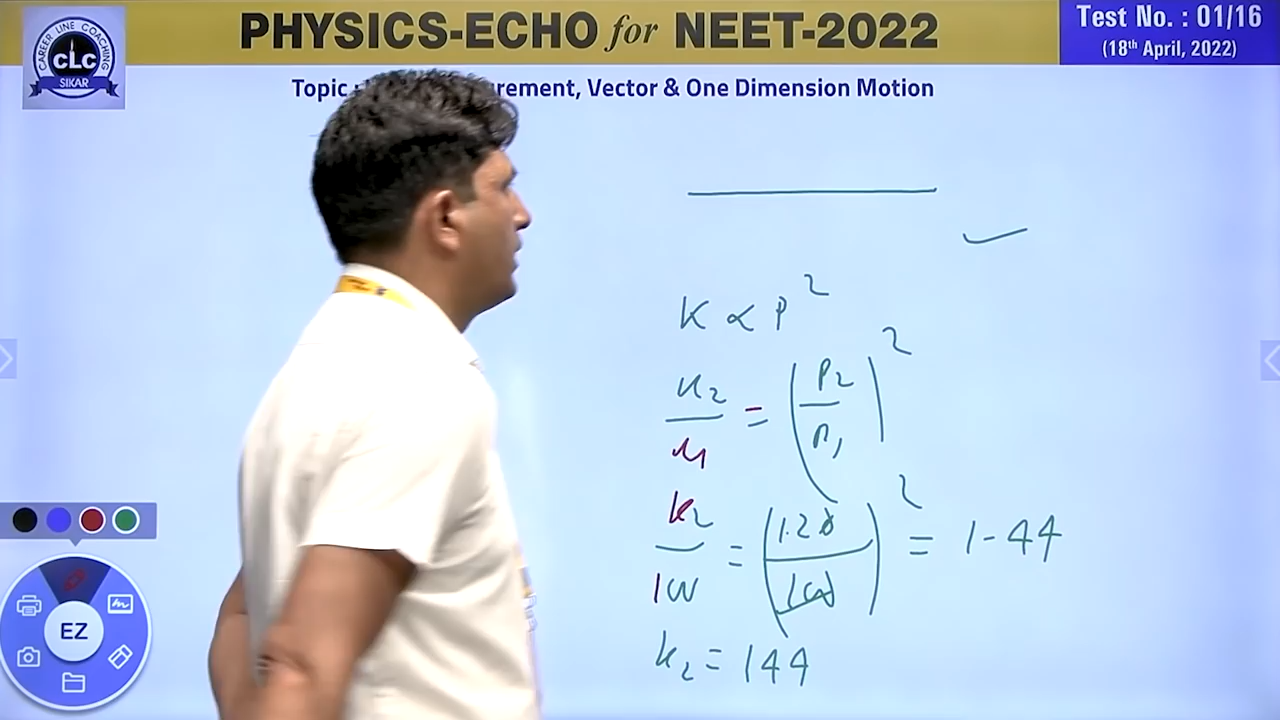 PHYSICS-ECHO for NEET-2022
Test No. : 01/16
(18th April, 2022)
CAREER LINE COACHING
CLC
SIKAR
Topic : urement, Vector & One Dimension Motion
K ∝ P²
K₂/K₁ = (P₂/P₁)²
K₂/100 = (120/100)² = 1.44
K₂ = 144
EZ